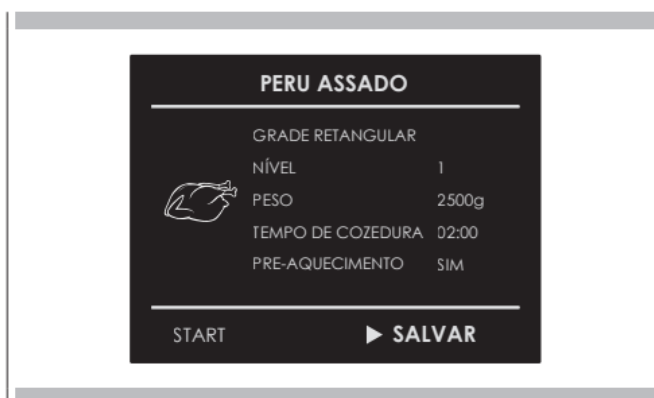 PERU ASSADO
GRADE RETANGULAR
NÍVEL 1
PESO 2500g
TEMPO DE COZEDURA 02:00
PRE-AQUECIMENTO SIM
START ▶ SALVAR